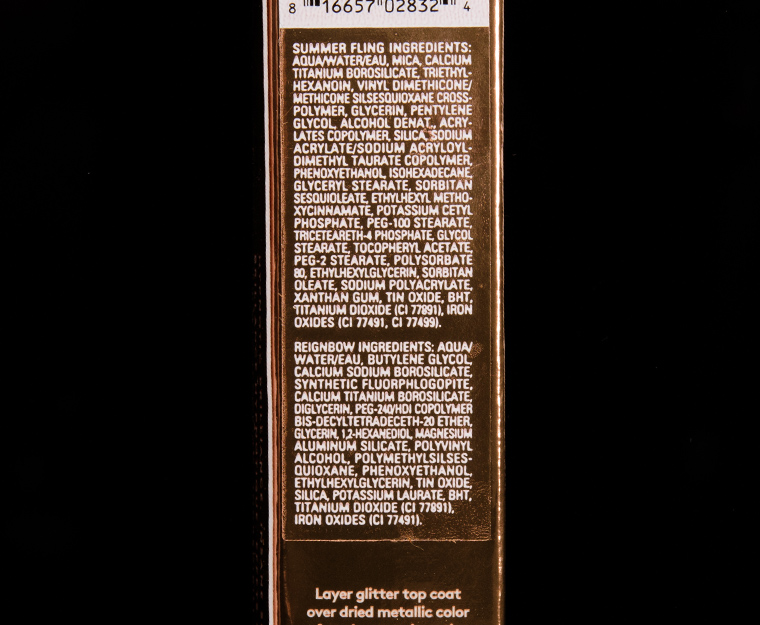 8 16657 02832 4
SUMMER FLING INGREDIENTS:
AQUA/WATER/EAU, MICA, CALCIUM
TITANIUM BOROSILICATE, TRIETHYL-
HEXANOIN, VINYL DIMETHICONE/
METHICONE SILSESQUIOXANE CROSS-
POLYMER, GLYCERIN, PENTYLENE
GLYCOL, ALCOHOL DENAT., ACRY-
LATES COPOLYMER, SILICA, SODIUM
ACRYLATE/SODIUM ACRYLOYL-
DIMETHYL TAURATE COPOLYMER,
PHENOXYETHANOL, ISOHEXADECANE,
GLYCERYL STEARATE, SORBITAN
SESQUIOLEATE, ETHYLHEXYL METHO-
XYCINNAMATE, POTASSIUM CETYL
PHOSPHATE, PEG-100 STEARATE,
TRICETEARETH-4 PHOSPHATE, GLYCOL
STEARATE, TOCOPHERYL ACETATE,
PEG-2 STEARATE, POLYSORBATE
80, ETHYLHEXYLGLYCERIN, SORBITAN
OLEATE, SODIUM POLYACRYLATE,
XANTHAN GUM, TIN OXIDE, BHT,
TITANIUM DIOXIDE (CI 77891), IRON
OXIDES (CI 77491, CI 77499).
REIGNBOW INGREDIENTS: AQUA/
WATER/EAU, BUTYLENE GLYCOL,
CALCIUM SODIUM BOROSILICATE,
SYNTHETIC FLUORPHLOGOPITE,
CALCIUM TITANIUM BOROSILICATE,
DIGLYCERIN, PEG-240/HDI COPOLYMER
BIS-DECYLTETRADECETH-20 ETHER,
GLYCERIN, 1,2-HEXANEDIOL, MAGNESIUM
ALUMINUM SILICATE, POLYVINYL
ALCOHOL, POLYMETHYLSILSES-
QUIOXANE, PHENOXYETHANOL,
ETHYLHEXYLGLYCERIN, TIN OXIDE,
SILICA, POTASSIUM LAURATE, BHT,
TITANIUM DIOXIDE (CI 77891),
IRON OXIDES (CI 77491).
Layer glitter top coat
over dried metallic color